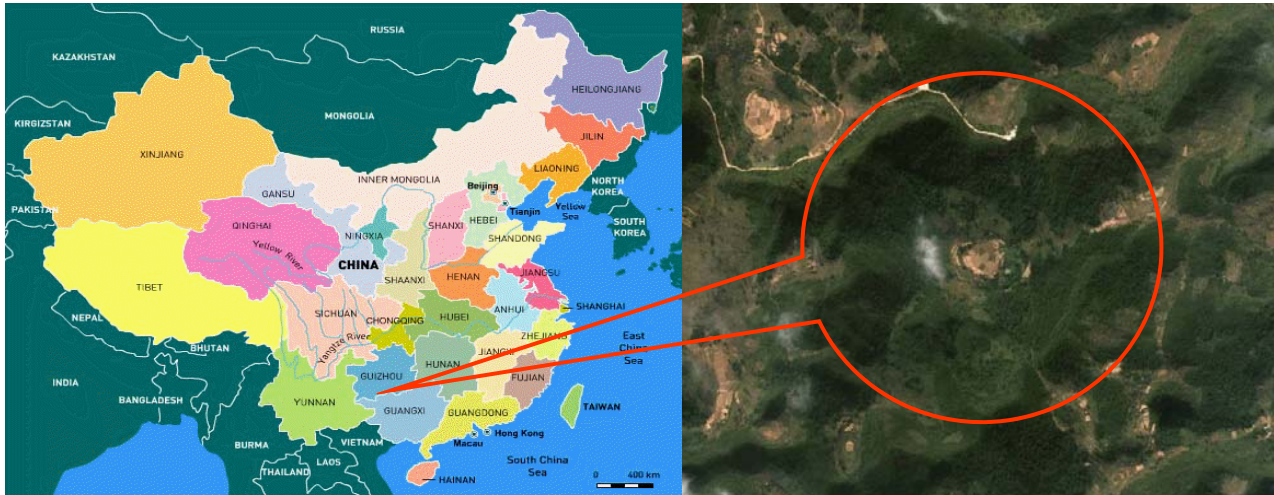 RUSSIA
KAZAKHSTAN
HEILONGJIANG
MONGOLIA
KIRGIZSTAN
JILIN
XINJIANG
LIAONING
INNER MONGOLIA
NORTH
KOREA
GANSU
Beijing
Tianjin
Yellow
Sea
PAKISTAN
QINGHAI
NINGXIA
SHANXI
HEBEI
SOUTH
KOREA
SHANDONG
Yellow River
CHINA
TIBET
SHAANXI
HENAN
JIANGSU
SHANGHAI
NEPAL
SICHUAN
CHONGQING
HUBEI
ANHUI
ZHEJIANG
East
China
Sea
BHUTAN
Yangtze River
JIANGXI
HUNAN
INDIA
GUIZHOU
FUJIAN
BANGLADESH
YUNNAN
GUANGXI
GUANGDONG
TAIWAN
Hong Kong
Macau
BURMA
VIETNAM
LAOS
THAILAND
South China
Sea
HAINAN
0 400 km